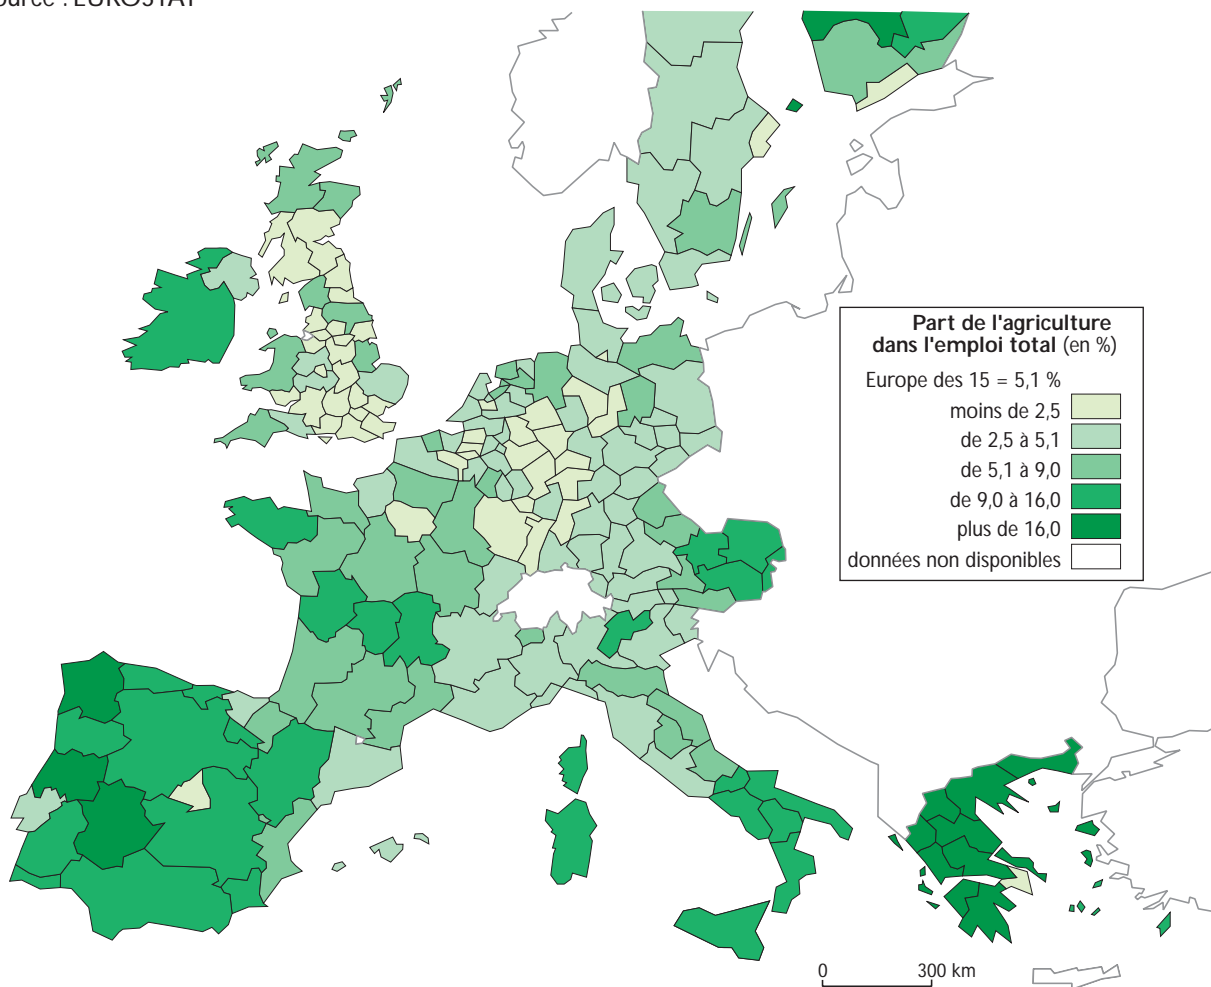 ource : EUROSTAT
Part de l'agriculture
dans l'emploi total (en %)
Europe des 15 = 5,1 %
moins de 2,5
de 2,5 à 5,1
de 5,1 à 9,0
de 9,0 à 16,0
plus de 16,0
données non disponibles
0 300 km